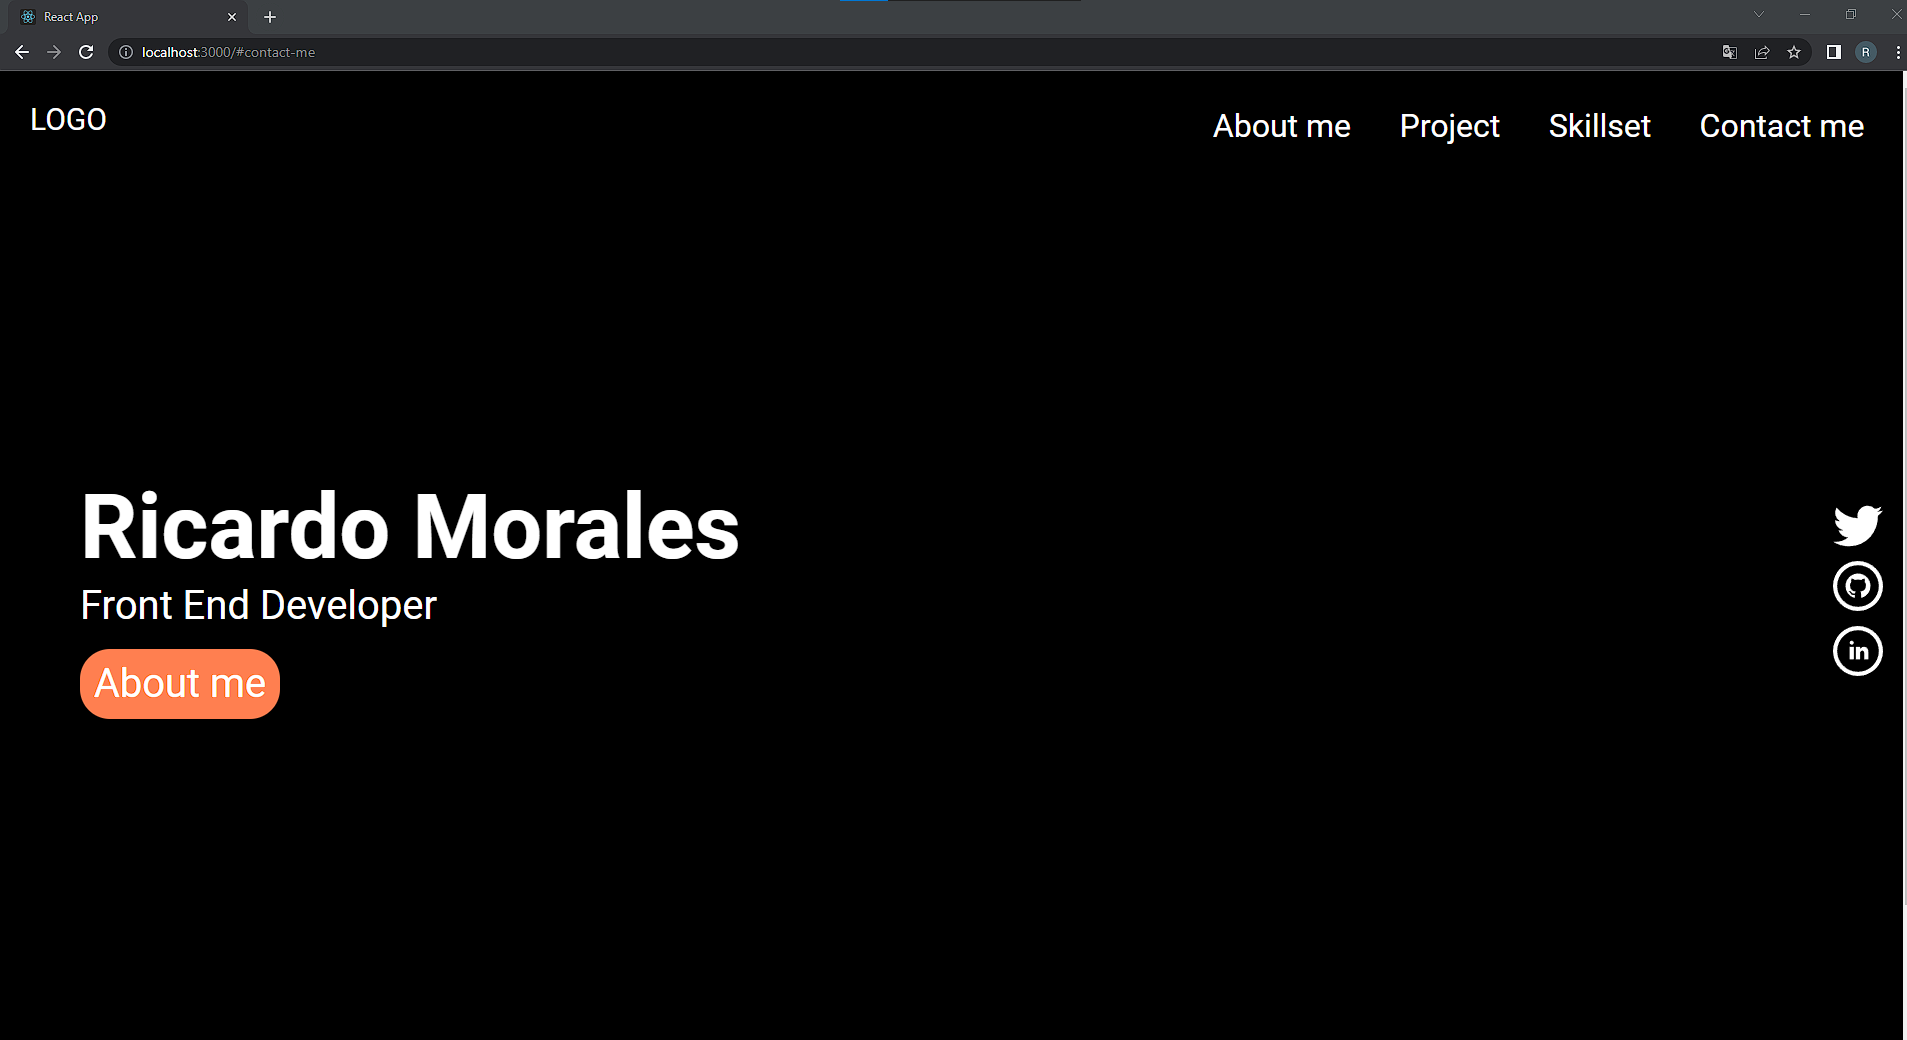 React App
localhost:3000/#contact-me
R
LOGO
About me Project Skillset Contact me
Ricardo Morales
Front End Developer
About me
in